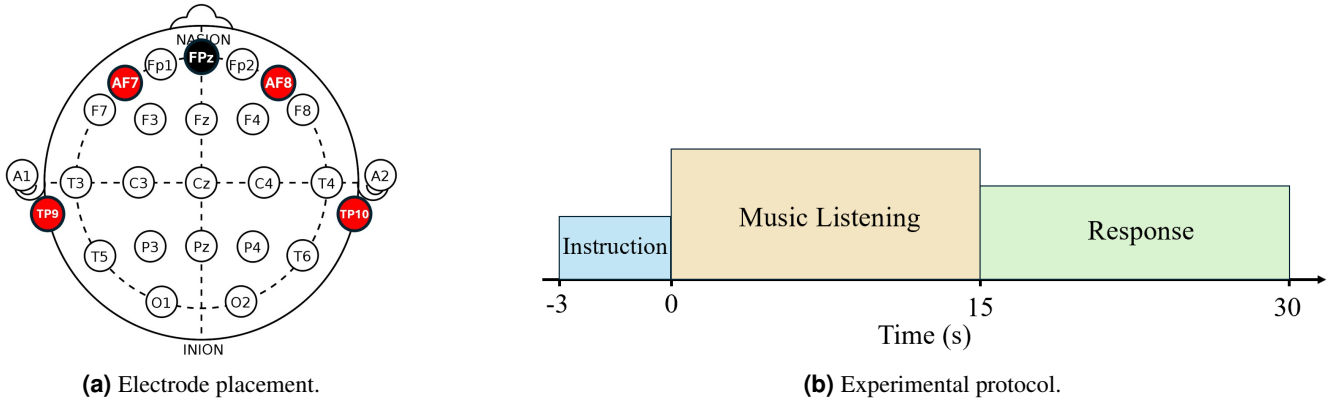 NASION
Fp1 FPz Fp2
AF7 AF8
F7 F3 Fz F4 F8
A1 T3 C3 Cz C4 T4 A2
TP9 TP10
T5 P3 Pz P4 T6
O1 O2
INION
(a) Electrode placement.
Instruction Music Listening Response
-3 0 15 30
Time (s)
(b) Experimental protocol.